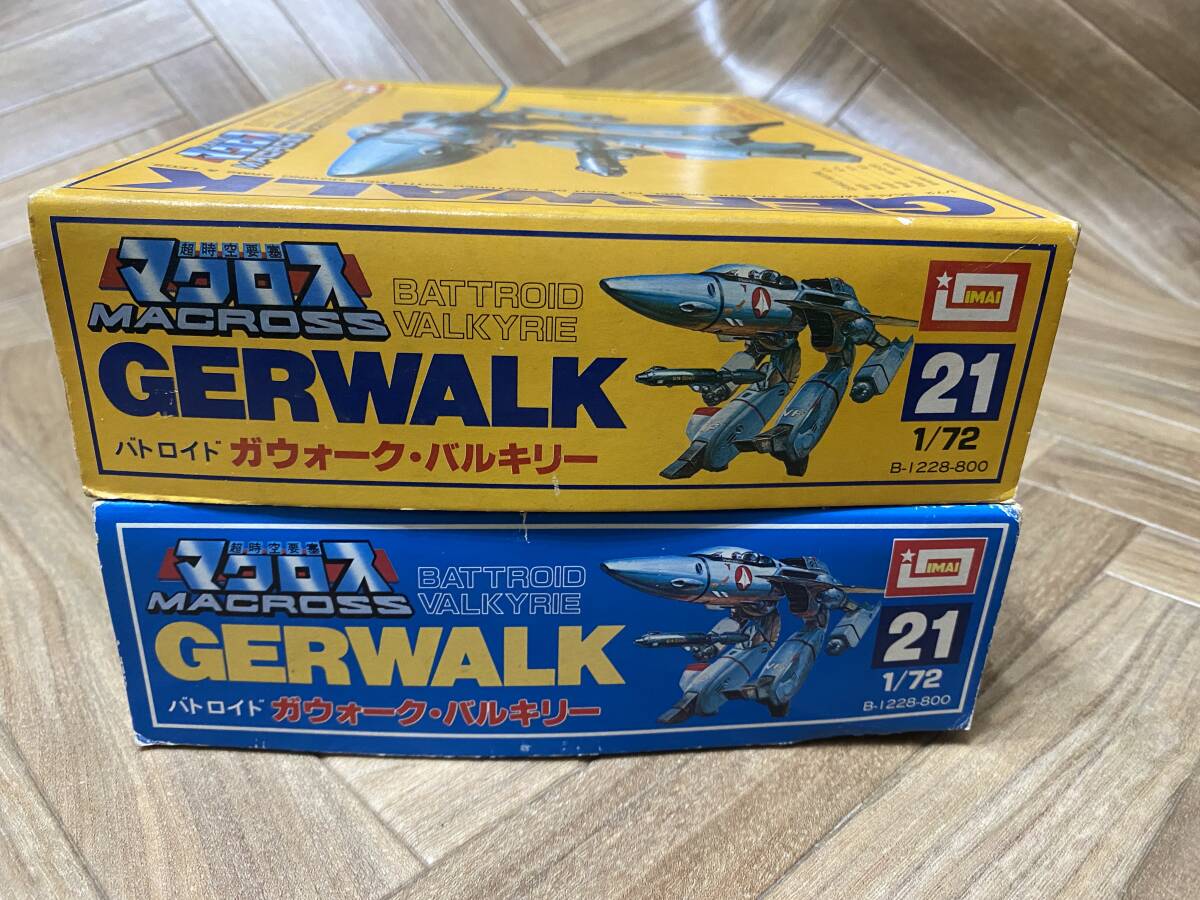 GERWALK
超時空要塞
マクロス
MACROSS
BATTROID
VALKYRIE
GERWALK
バトロイド ガウォーク・バルキリー
IMAI
21
1/72
B-1228-800
超時空要塞
マクロス
MACROSS
BATTROID
VALKYRIE
GERWALK
バトロイド ガウォーク・バルキリー
IMAI
21
1/72
B-1228-800